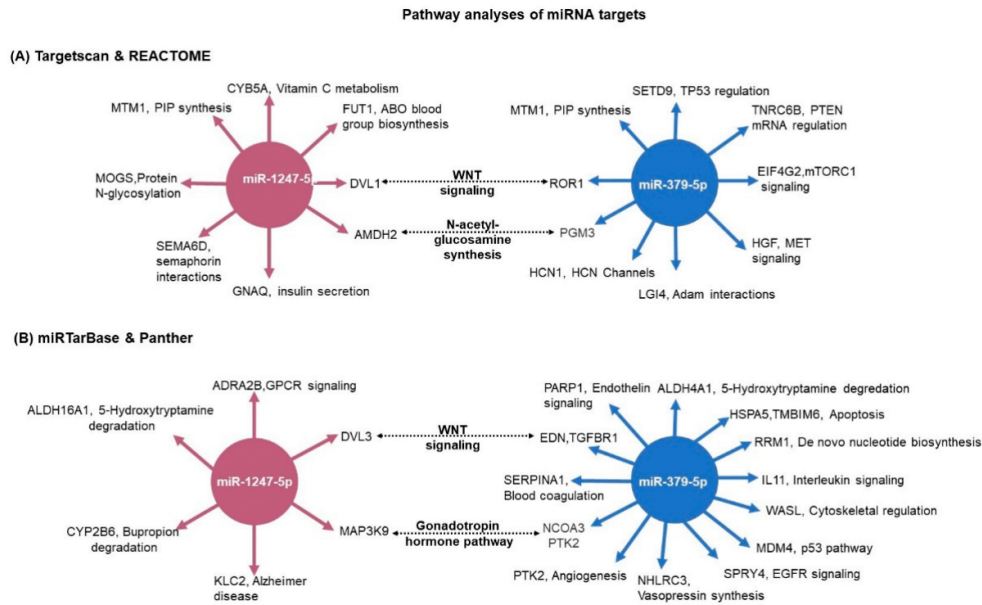 Pathway analyses of miRNA targets
(A) Targetscan & REACTOME
CYB5A, Vitamin C metabolism
MTM1, PIP synthesis
FUT1, ABO blood
group biosynthesis
MOGS,Protein
N-glycosylation
miR-1247-5p
DVL1
SEMA6D,
semaphorin
interactions
AMDH2
GNAQ, insulin secretion
WNT
signaling
N-acetyl-
glucosamine
synthesis
SETD9, TP53 regulation
MTM1, PIP synthesis
TNRC6B, PTEN
mRNA regulation
ROR1
miR-379-5p
EIF4G2,mTORC1
signaling
PGM3
HGF, MET
signaling
HCN1, HCN Channels
LGI4, Adam interactions
(B) miRTarBase & Panther
ADRA2B,GPCR signaling
ALDH16A1, 5-Hydroxytryptamine
degradation
DVL3
miR-1247-5p
CYP2B6, Bupropion
degradation
MAP3K9
KLC2, Alzheimer
disease
WNT
signaling
Gonadotropin
hormone pathway
PARP1, Endothelin
signaling
ALDH4A1, 5-Hydroxytryptamine degredation
HSPA5,TMBIM6, Apoptosis
EDN,TGFBR1
RRM1, De novo nucleotide biosynthesis
SERPINA1,
Blood coagulation
miR-379-5p
IL11, Interleukin signaling
WASL, Cytoskeletal regulation
NCOA3
PTK2
MDM4, p53 pathway
PTK2, Angiogenesis
NHLRC3,
Vasopressin synthesis
SPRY4, EGFR signaling